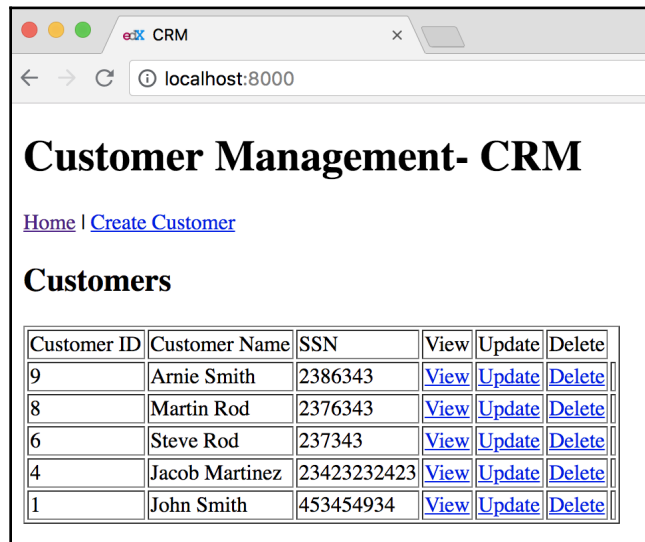 edX CRM
localhost:8000
Customer Management- CRM
Home | Create Customer
Customers
Customer ID Customer Name SSN View Update Delete
9 Arnie Smith 2386343 View Update Delete
8 Martin Rod 2376343 View Update Delete
6 Steve Rod 237343 View Update Delete
4 Jacob Martinez 23423232423 View Update Delete
1 John Smith 453454934 View Update Delete